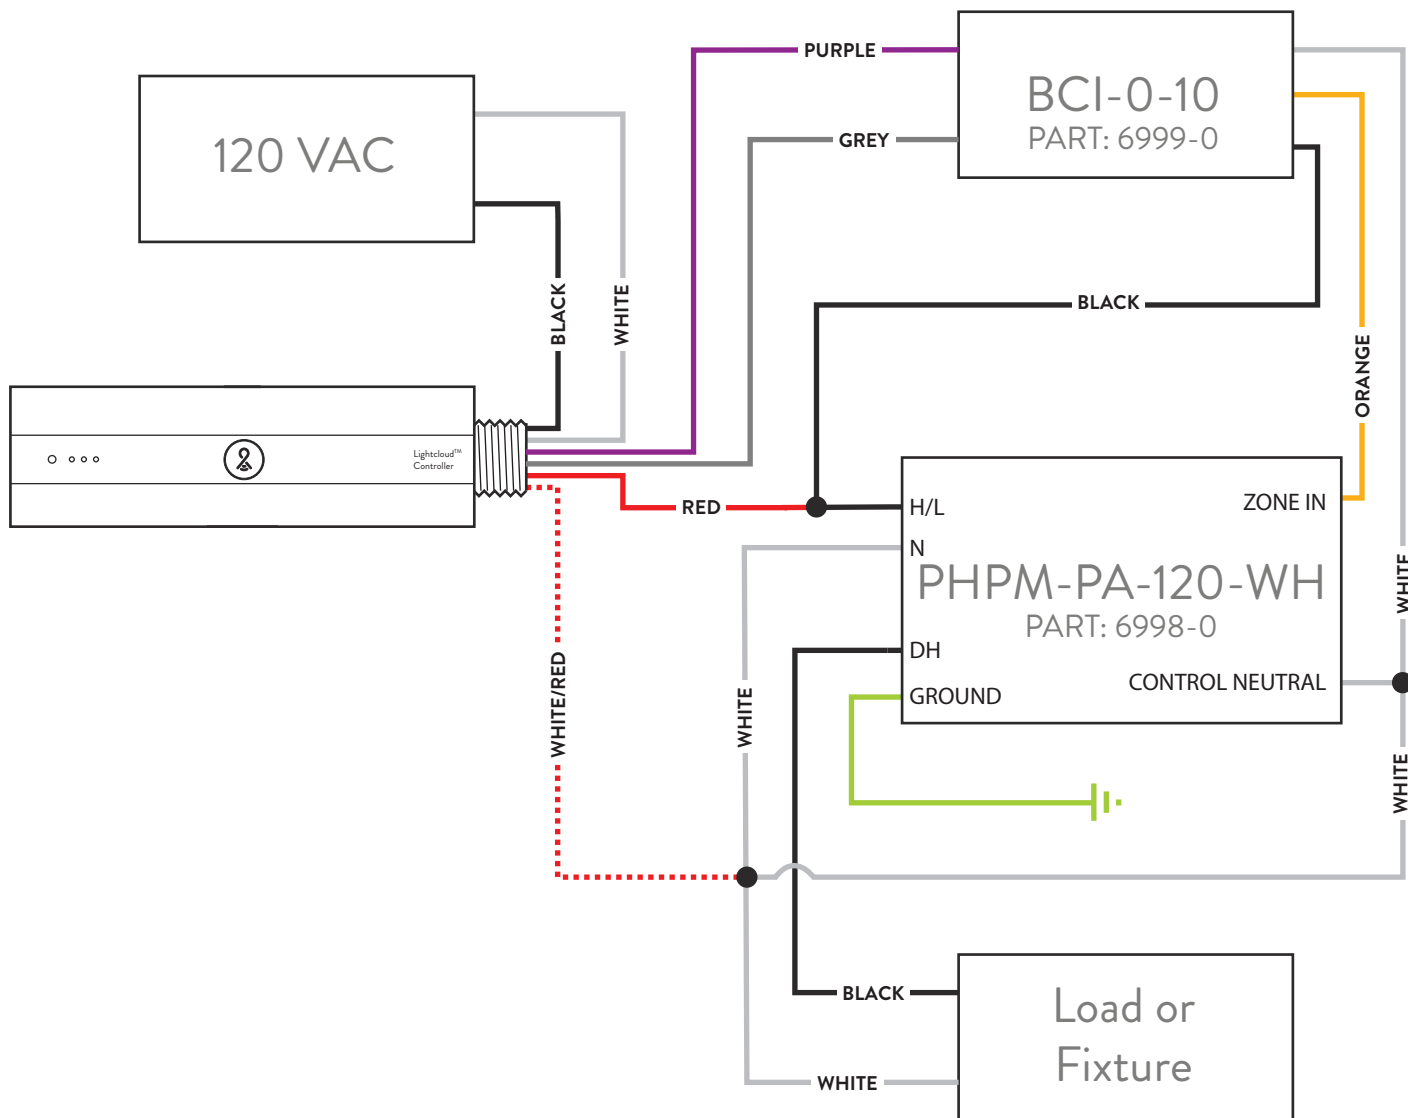 PURPLE
BCI-0-10
PART: 6999-0
120 VAC
GREY
BLACK
WHITE
BLACK
ORANGE
Lightcloud™
Controller
RED
H/L
ZONE IN
N
PHPM-PA-120-WH
PART: 6998-0
DH
GROUND
CONTROL NEUTRAL
WHITE
WHITE/RED
WHITE
WHITE
BLACK
Load or
Fixture
WHITE